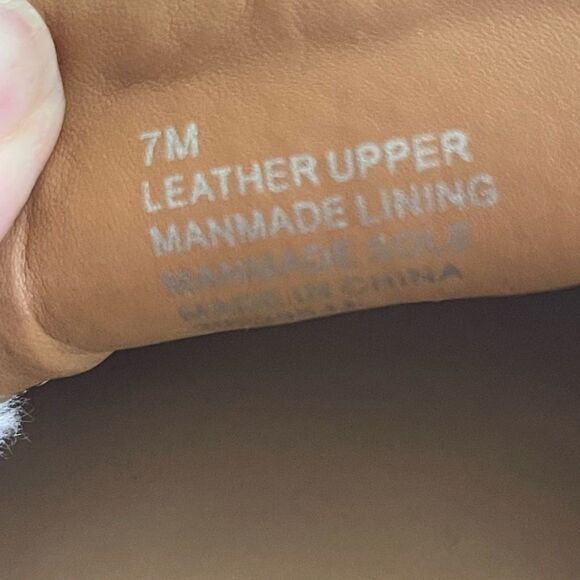 7M
LEATHER UPPER
MANMADE LINING
MANMADE SOLE
MADE IN CHINA